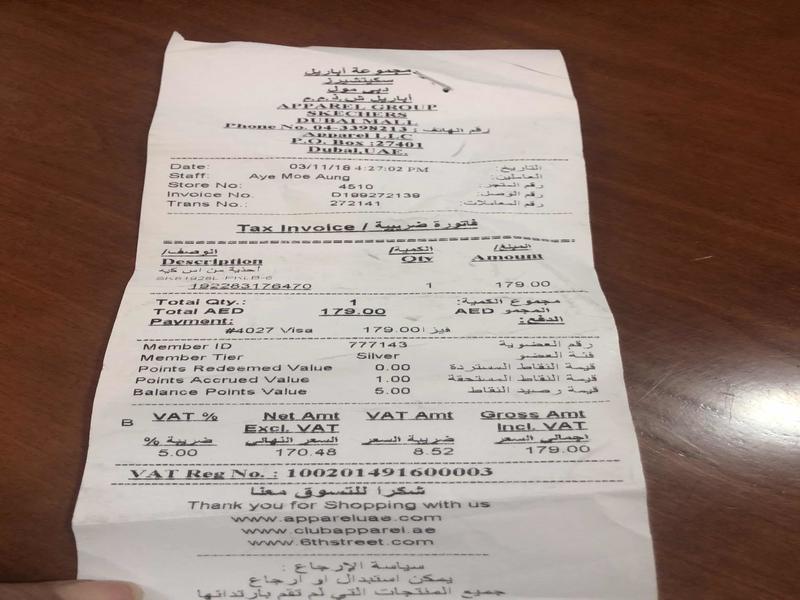 مجموعة أباريل
سكيتشيرز
دبي مول
أباريل ش.ذ.م.م
APPAREL GROUP
SKECHERS
DUBAI MALL
Phone No. 04-3398213 : رقم الهاتف
Apparel LLC
P.O. Box :27401
Dubai,UAE.
Date: 03/11/18 4:27:02 PM التاريخ:
Staff: Aye Moe Aung العاملين:
Store No: 4510 رقم المتجر:
Invoice No. D189272139 رقم الوصل:
Trans No.: 272141 رقم المعاملات:
Tax Invoice / فاتورة ضريبية
الوصف/ الكمية/ المبلغ/
Description Qty Amount
أحذية من اس كيه
192283176470 1 179.00
Total Qty.: 1 مجموع الكمية:
Total AED 179.00 المجمو AED
Payment: الدفع:
#4027 Visa 179.00 فيزا
Member ID 777143 رقم العضوية
Member Tier Silver فئة العضو
Points Redeemed Value 0.00 قيمة النقاط المستردة
Points Accrued Value 1.00 قيمة النقاط المستحقة
Balance Points Value 5.00 قيمة رصيد النقاط
B VAT % Net Amt VAT Amt Gross Amt
Excl. VAT Incl. VAT
ضريبة % السعر النهائي ضريبة السعر اجمالي السعر
5.00 170.48 8.52 179.00
VAT Reg No. : 100201491600003
شكرا للتسوق معنا
Thank you for Shopping with us
www.appareluae.com
www.clubapparel.ae
www.6thstreet.com
سياسة الإرجاع :
يمكن استبدال او ارجاع
جميع المنتجات التي لم تقم بارتدائها